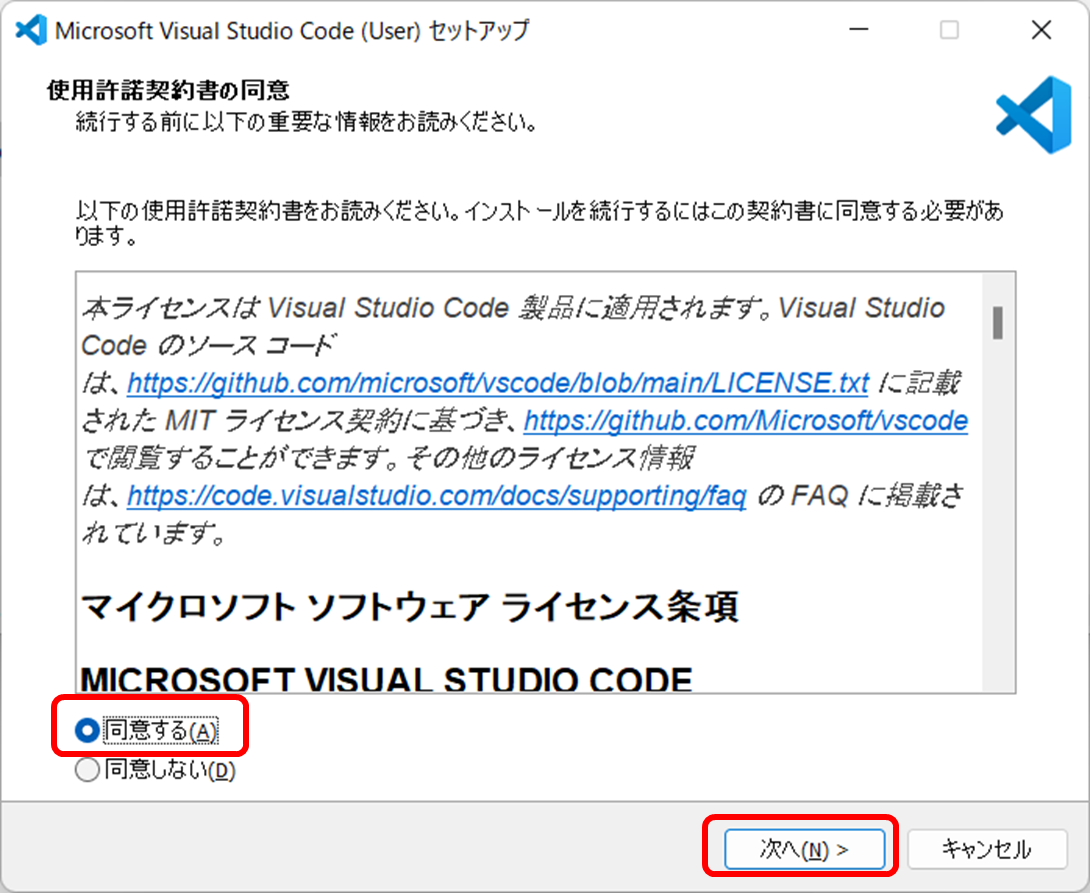 Microsoft Visual Studio Code (User) セットアップ
使用許諾契約書の同意
続行する前に以下の重要な情報をお読みください。
以下の使用許諾契約書をお読みください。インストールを続行するにはこの契約書に同意する必要があ
ります。
本ライセンスは Visual Studio Code 製品に適用されます。Visual Studio
Code のソース コード
は、https://github.com/microsoft/vscode/blob/main/LICENSE.txt に記載
された MIT ライセンス契約に基づき、https://github.com/Microsoft/vscode
で閲覧することができます。その他のライセンス情報
は、https://code.visualstudio.com/docs/supporting/faq の FAQ に掲載さ
れています。
マイクロソフト ソフトウェア ライセンス条項
MICROSOFT VISUAL STUDIO CODE
同意する(A)
同意しない(D)
次へ(N) >
キャンセル